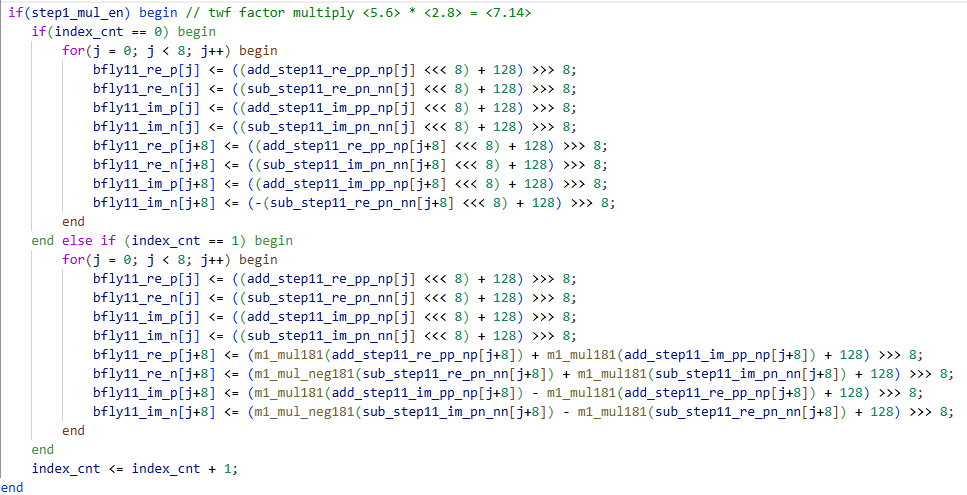 if(step1_mul_en) begin // twf factor multiply <5.6> * <2.8> = <7.14>
if(index_cnt == 0) begin
for(j = 0; j < 8; j++) begin
bfly11_re_p[j] <= ((add_step11_re_pp_np[j] <<< 8) + 128) >>> 8;
bfly11_re_n[j] <= ((sub_step11_re_pn_nn[j] <<< 8) + 128) >>> 8;
bfly11_im_p[j] <= ((add_step11_im_pp_np[j] <<< 8) + 128) >>> 8;
bfly11_im_n[j] <= ((sub_step11_im_pn_nn[j] <<< 8) + 128) >>> 8;
bfly11_re_p[j+8] <= ((add_step11_re_pp_np[j+8] <<< 8) + 128) >>> 8;
bfly11_re_n[j+8] <= ((sub_step11_im_pn_nn[j+8] <<< 8) + 128) >>> 8;
bfly11_im_p[j+8] <= ((add_step11_im_pp_np[j+8] <<< 8) + 128) >>> 8;
bfly11_im_n[j+8] <= (-(sub_step11_re_pn_nn[j+8] <<< 8) + 128) >>> 8;
end
end else if (index_cnt == 1) begin
for(j = 0; j < 8; j++) begin
bfly11_re_p[j] <= ((add_step11_re_pp_np[j] <<< 8) + 128) >>> 8;
bfly11_re_n[j] <= ((sub_step11_re_pn_nn[j] <<< 8) + 128) >>> 8;
bfly11_im_p[j] <= ((add_step11_im_pp_np[j] <<< 8) + 128) >>> 8;
bfly11_im_n[j] <= ((sub_step11_im_pn_nn[j] <<< 8) + 128) >>> 8;
bfly11_re_p[j+8] <= (m1_mul181(add_step11_re_pp_np[j+8]) + m1_mul181(add_step11_im_pp_np[j+8]) + 128) >>> 8;
bfly11_re_n[j+8] <= (m1_mul_neg181(sub_step11_re_pn_nn[j+8]) + m1_mul181(sub_step11_im_pn_nn[j+8]) + 128) >>> 8;
bfly11_im_p[j+8] <= (m1_mul181(add_step11_im_pp_np[j+8]) - m1_mul181(add_step11_re_pp_np[j+8]) + 128) >>> 8;
bfly11_im_n[j+8] <= (m1_mul_neg181(sub_step11_im_pn_nn[j+8]) - m1_mul181(sub_step11_re_pn_nn[j+8]) + 128) >>> 8;
end
end
index_cnt <= index_cnt + 1;
end